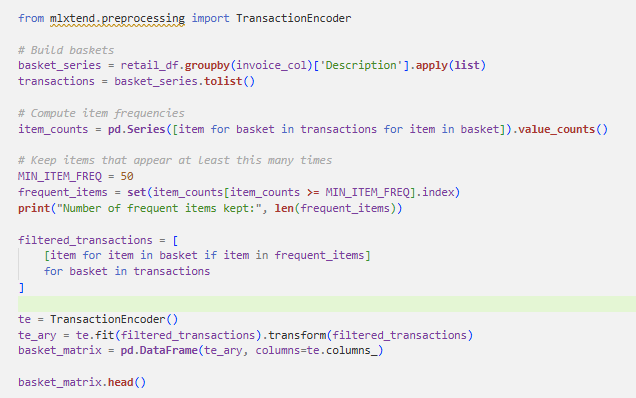 from mlxtend.preprocessing import TransactionEncoder
# Build baskets
basket_series = retail_df.groupby(invoice_col)['Description'].apply(list)
transactions = basket_series.tolist()
# Compute item frequencies
item_counts = pd.Series([item for basket in transactions for item in basket]).value_counts()
# Keep items that appear at least this many times
MIN_ITEM_FREQ = 50
frequent_items = set(item_counts[item_counts >= MIN_ITEM_FREQ].index)
print("Number of frequent items kept:", len(frequent_items))
filtered_transactions = [
    [item for item in basket if item in frequent_items]
    for basket in transactions
]
te = TransactionEncoder()
te_ary = te.fit(filtered_transactions).transform(filtered_transactions)
basket_matrix = pd.DataFrame(te_ary, columns=te.columns_)
basket_matrix.head()